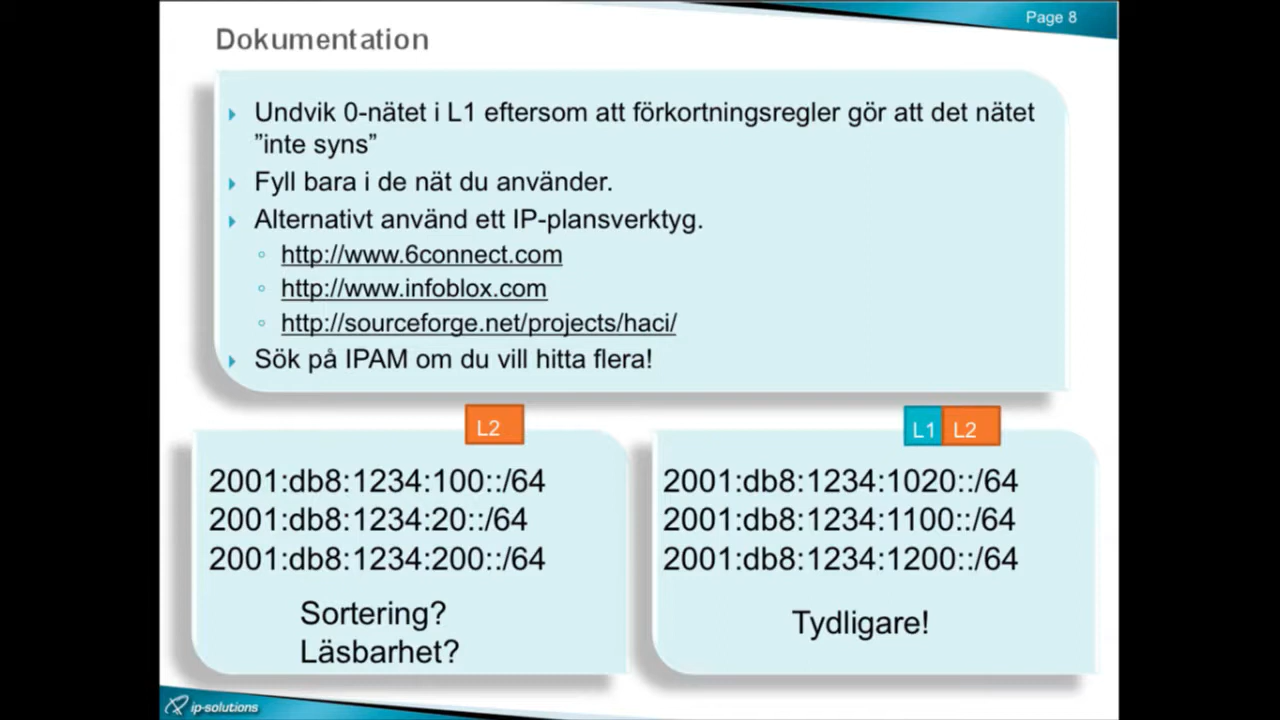 Page 8
Dokumentation
Undvik 0-nätet i L1 eftersom att förkortningsregler gör att det nätet
”inte syns”
Fyll bara i de nät du använder.
Alternativt använd ett IP-plansverktyg.
http://www.6connect.com
http://www.infoblox.com
http://sourceforge.net/projects/haci/
Sök på IPAM om du vill hitta flera!
L2
2001:db8:1234:100::/64
2001:db8:1234:20::/64
2001:db8:1234:200::/64
Sortering?
Läsbarhet?
L1 L2
2001:db8:1234:1020::/64
2001:db8:1234:1100::/64
2001:db8:1234:1200::/64
Tydligare!
ip-solutions